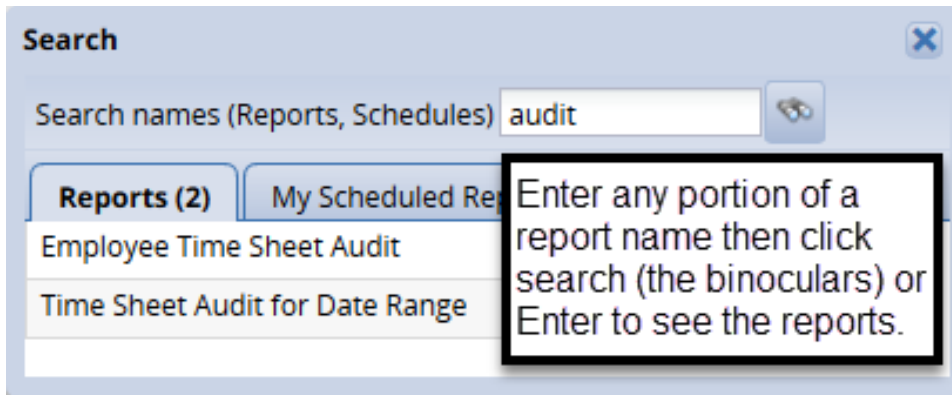 Search
Search names (Reports, Schedules) audit
Reports (2) My Scheduled
Enter any portion of a
report name then click
search (the binoculars) or
Enter to see the reports.
Employee Time Sheet Audit
Time Sheet Audit for Date Range